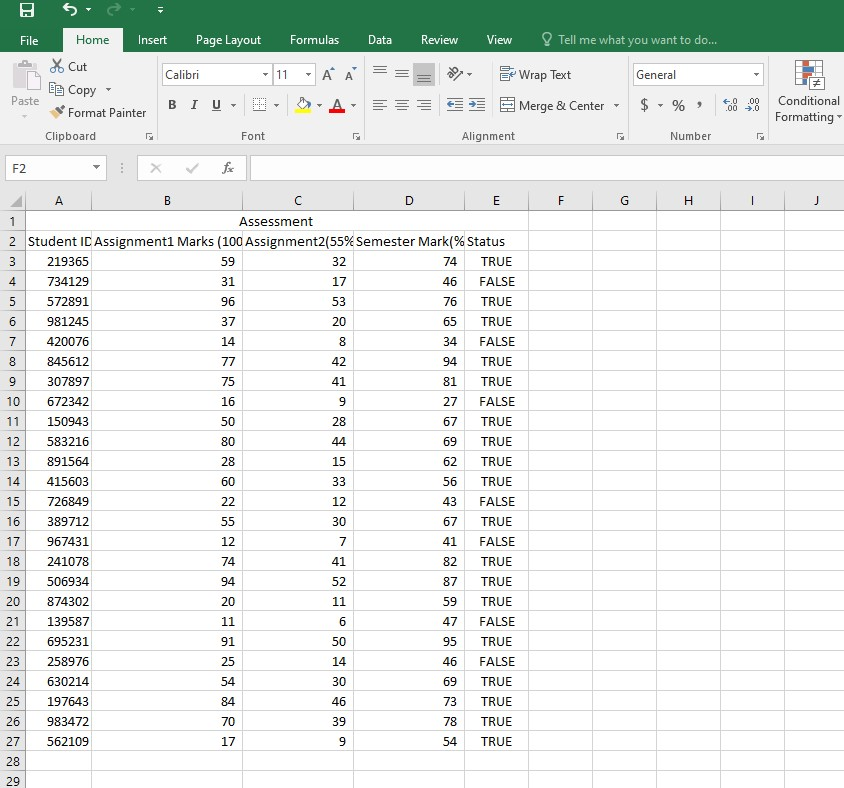 File Home Insert Page Layout Formulas Data Review View Tell me what you want to do...
Cut
Copy
Format Painter
Paste
Clipboard
Calibri 11 A A
B I U A
Font
Wrap Text
Merge & Center
Alignment
General
$ % , .0 .00 .00 .0
Number
Conditional
Formatting
F2 fx
A B C D E F G H I J
1 Assessment
2 Student ID Assignment1 Marks (100 Assignment2(55% Semester Mark(% Status
3 219365 59 32 74 TRUE
4 734129 31 17 46 FALSE
5 572891 96 53 76 TRUE
6 981245 37 20 65 TRUE
7 420076 14 8 34 FALSE
8 845612 77 42 94 TRUE
9 307897 75 41 81 TRUE
10 672342 16 9 27 FALSE
11 150943 50 28 67 TRUE
12 583216 80 44 69 TRUE
13 891564 28 15 62 TRUE
14 415603 60 33 56 TRUE
15 726849 22 12 43 FALSE
16 389712 55 30 67 TRUE
17 967431 12 7 41 FALSE
18 241078 74 41 82 TRUE
19 506934 94 52 87 TRUE
20 874302 20 11 59 TRUE
21 139587 11 6 47 FALSE
22 695231 91 50 95 TRUE
23 258976 25 14 46 FALSE
24 630214 54 30 69 TRUE
25 197643 84 46 73 TRUE
26 983472 70 39 78 TRUE
27 562109 17 9 54 TRUE
28
29